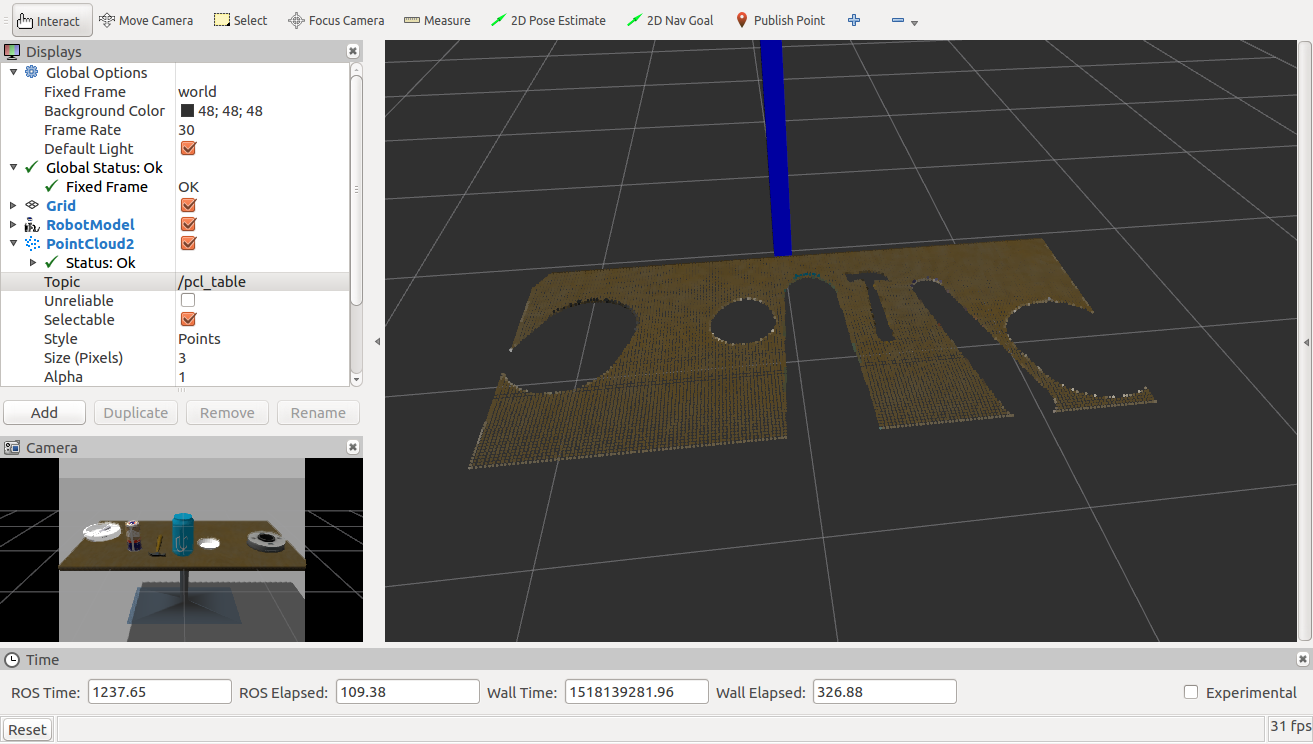 Interact Move Camera Select Focus Camera Measure 2D Pose Estimate 2D Nav Goal Publish Point
Displays
Global Options
Fixed Frame world
Background Color 48; 48; 48
Frame Rate 30
Default Light
Global Status: Ok
Fixed Frame OK
Grid
RobotModel
PointCloud2
Status: Ok
Topic /pcl_table
Unreliable
Selectable
Style Points
Size (Pixels) 3
Alpha 1
Add Duplicate Remove Rename
Camera
Time
ROS Time: 1237.65 ROS Elapsed: 109.38 Wall Time: 1518139281.96 Wall Elapsed: 326.88 Experimental
Reset 31 fps